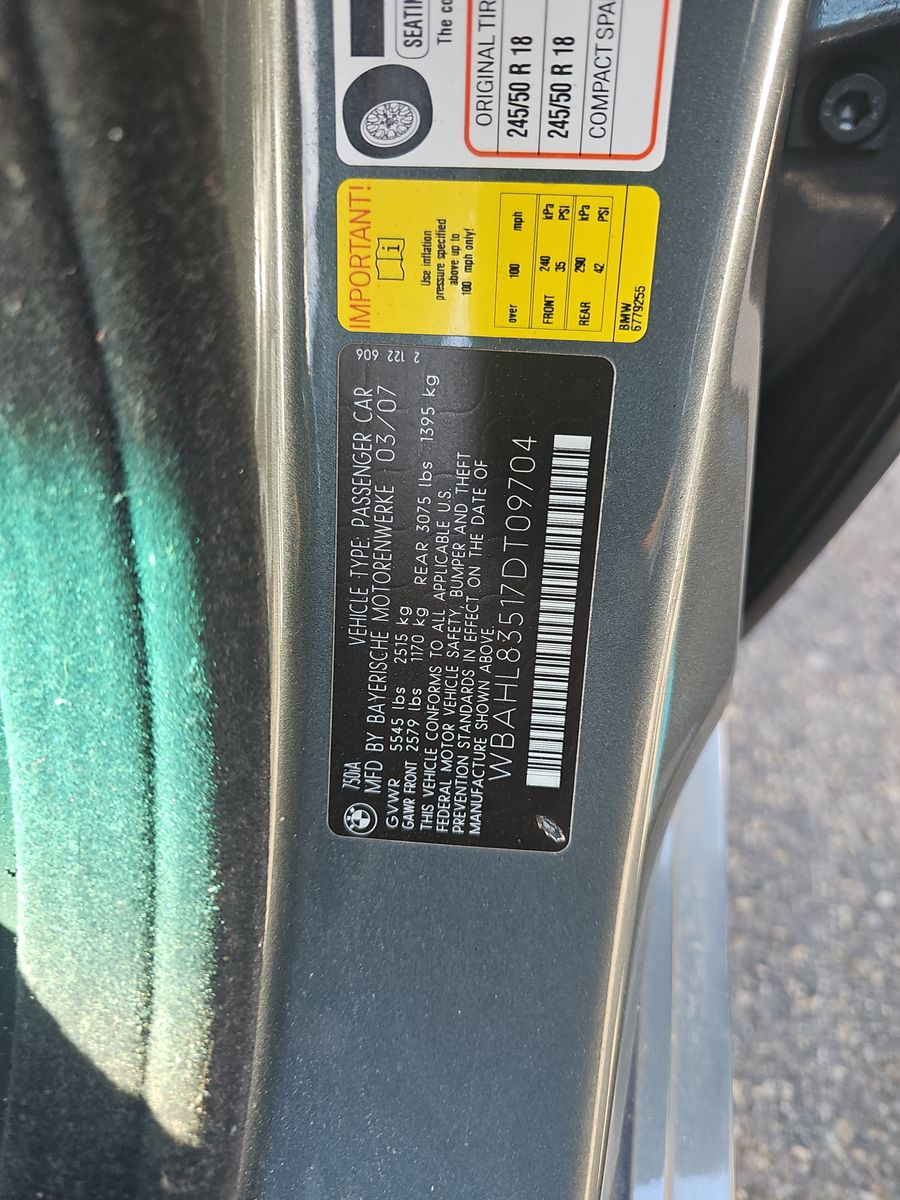 750IA
VEHICLE TYPE: PASSENGER CAR
MFD BY BAYERISCHE MOTORENWERKE 03/07
GVWR 5545 lbs 2515 kg
GAWR FRONT 2579 lbs 1170 kg REAR 3075 lbs 1395 kg
THIS VEHICLE CONFORMS TO ALL APPLICABLE U.S.
FEDERAL MOTOR VEHICLE SAFETY, BUMPER AND THEFT
PREVENTION STANDARDS IN EFFECT ON THE DATE OF
MANUFACTURE SHOWN ABOVE.
WBAHL83517DT09704
2 122 606
IMPORTANT!
i
Use inflation
pressure specified
above up to
100 mph only!
over 100 mph
FRONT 240 kPa
35 PSI
REAR 290 kPa
42 PSI
BMW
6779255
SEATIN
The co
ORIGINAL TIR
245/50 R 18
245/50 R 18
COMPACT SPA